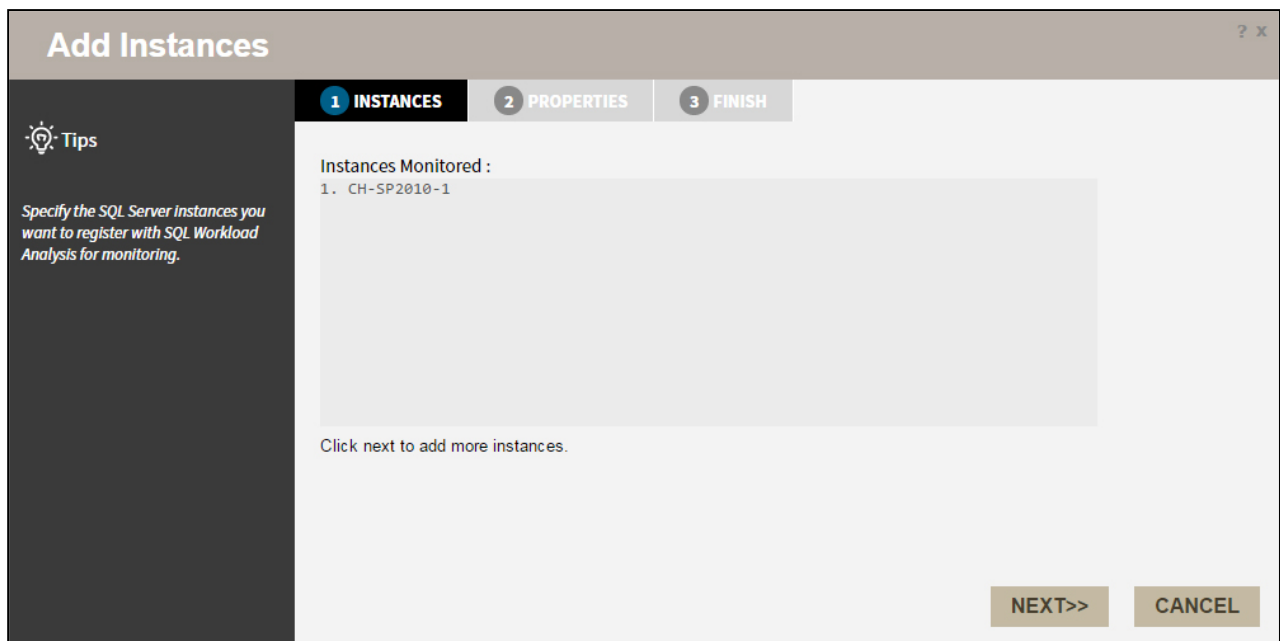 Add Instances
? x
Tips
Specify the SQL Server instances you
want to register with SQL Workload
Analysis for monitoring.
1 INSTANCES 2 PROPERTIES 3 FINISH
Instances Monitored :
1. CH-SP2010-1
Click next to add more instances.
NEXT>> CANCEL